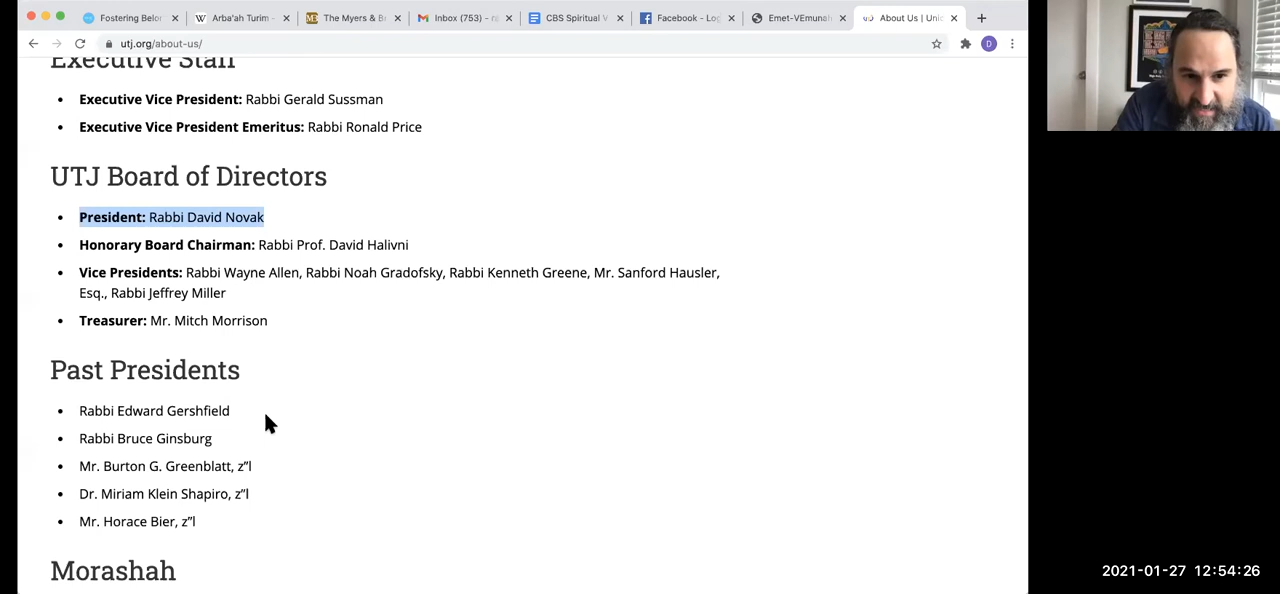 Fostering Belon
Arba'ah Turim -
The Myers & Br
Inbox (753) - ra
CBS Spiritual V
Facebook - Log
Emet-VEmunah
About Us | Unio
utj.org/about-us/
D
Executive Staff
Executive Vice President: Rabbi Gerald Sussman
Executive Vice President Emeritus: Rabbi Ronald Price
UTJ Board of Directors
President: Rabbi David Novak
Honorary Board Chairman: Rabbi Prof. David Halivni
Vice Presidents: Rabbi Wayne Allen, Rabbi Noah Gradofsky, Rabbi Kenneth Greene, Mr. Sanford Hausler,
Esq., Rabbi Jeffrey Miller
Treasurer: Mr. Mitch Morrison
Past Presidents
Rabbi Edward Gershfield
Rabbi Bruce Ginsburg
Mr. Burton G. Greenblatt, z”l
Dr. Miriam Klein Shapiro, z”l
Mr. Horace Bier, z”l
Morashah
2021-01-27 12:54:26